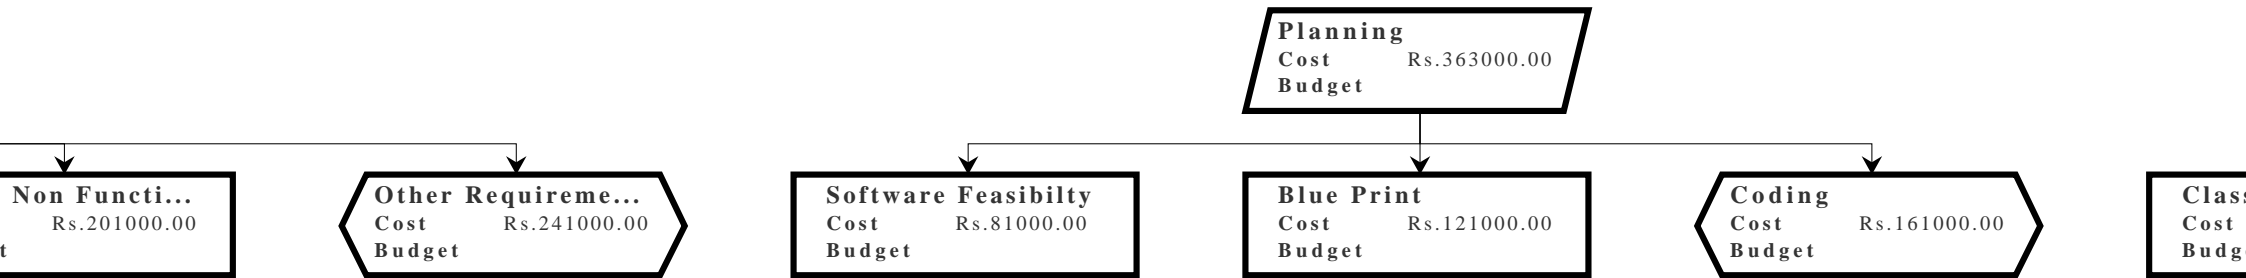 Planning
Cost Rs.363000.00
Budget
Non Functi...
Rs.201000.00
t
Other Requireme...
Cost Rs.241000.00
Budget
Software Feasibilty
Cost Rs.81000.00
Budget
Blue Print
Cost Rs.121000.00
Budget
Coding
Cost Rs.161000.00
Budget
Class
Cost
Budg